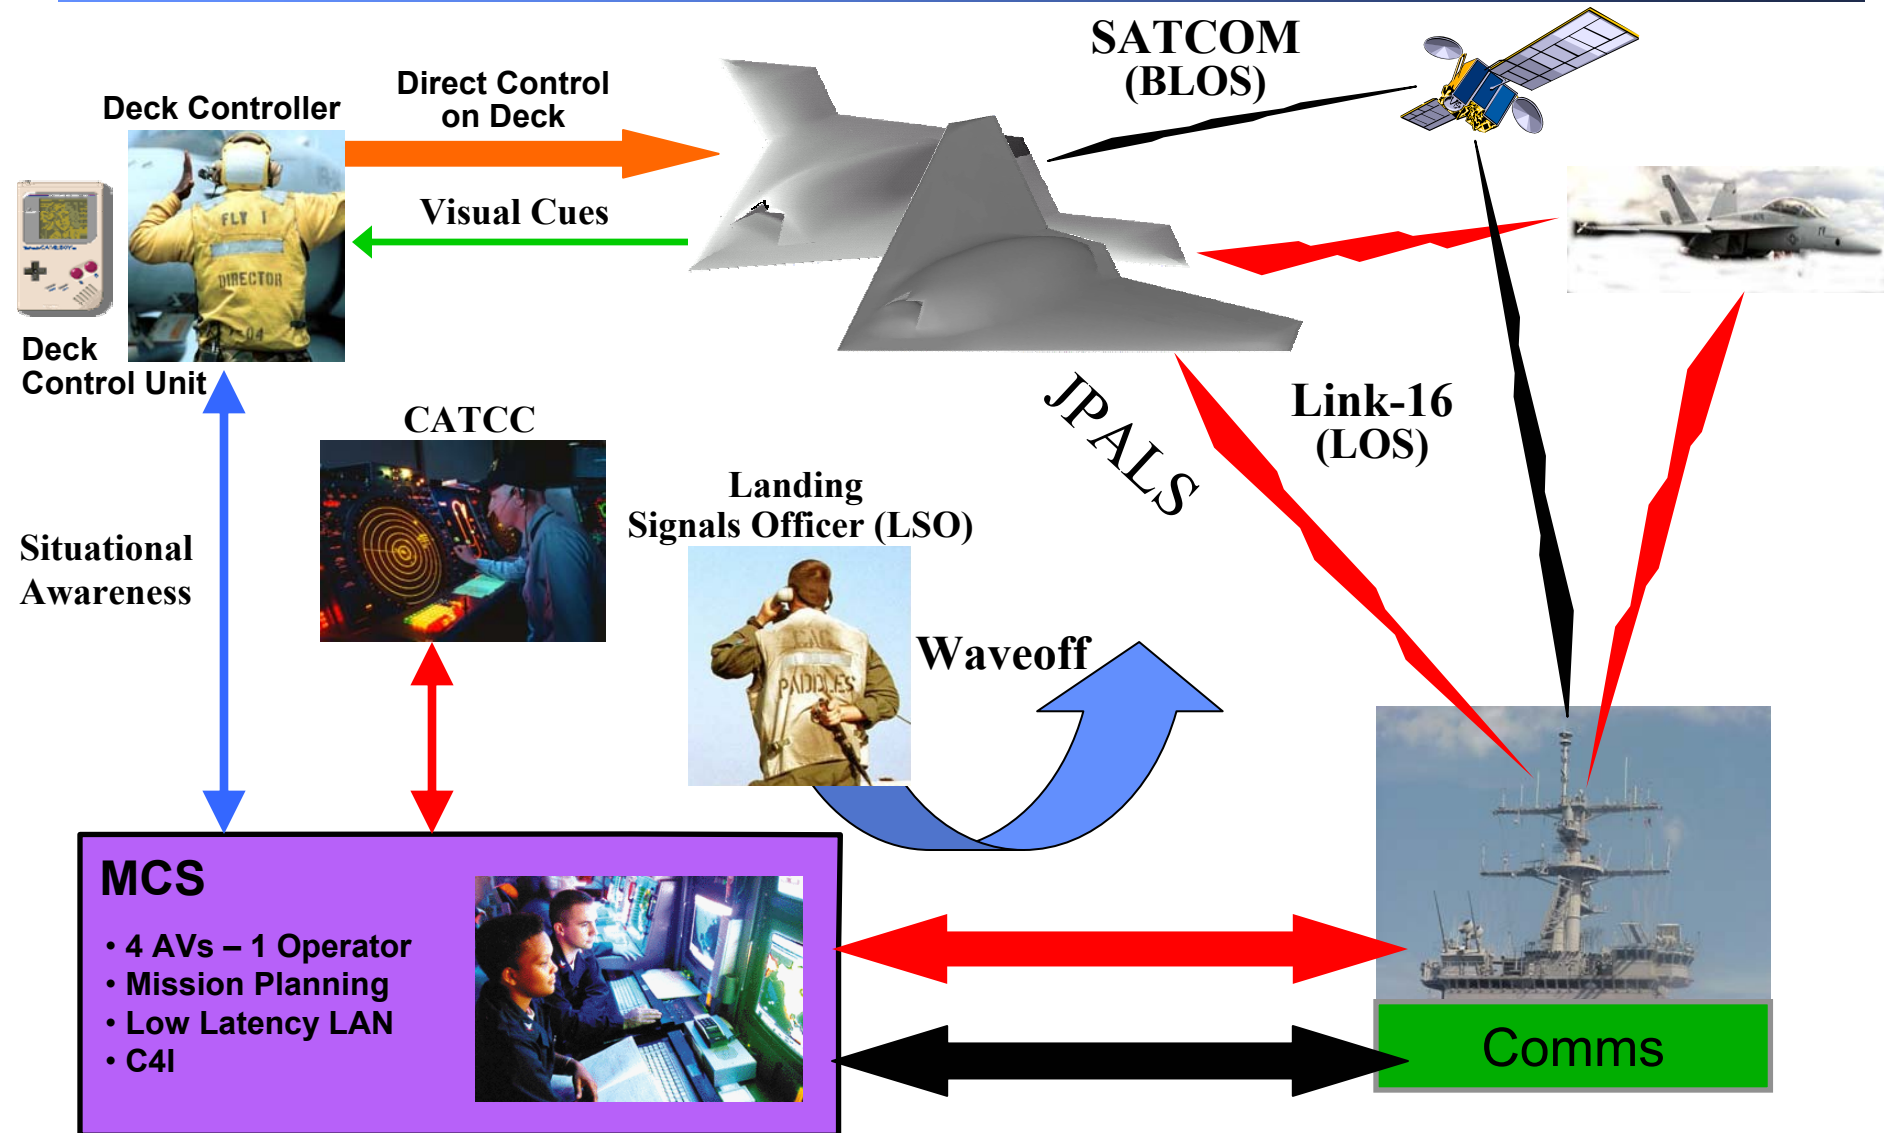 SATCOM
(BLOS)
Direct Control
on Deck
Deck Controller
Visual Cues
FLY 1
DIRECTOR
Deck
Control Unit
JPALS
Link-16
(LOS)
CATCC
Landing
Signals Officer (LSO)
Situational
Awareness
PADDLES
Waveoff
MCS
• 4 AVs – 1 Operator
• Mission Planning
• Low Latency LAN
• C4I
Comms